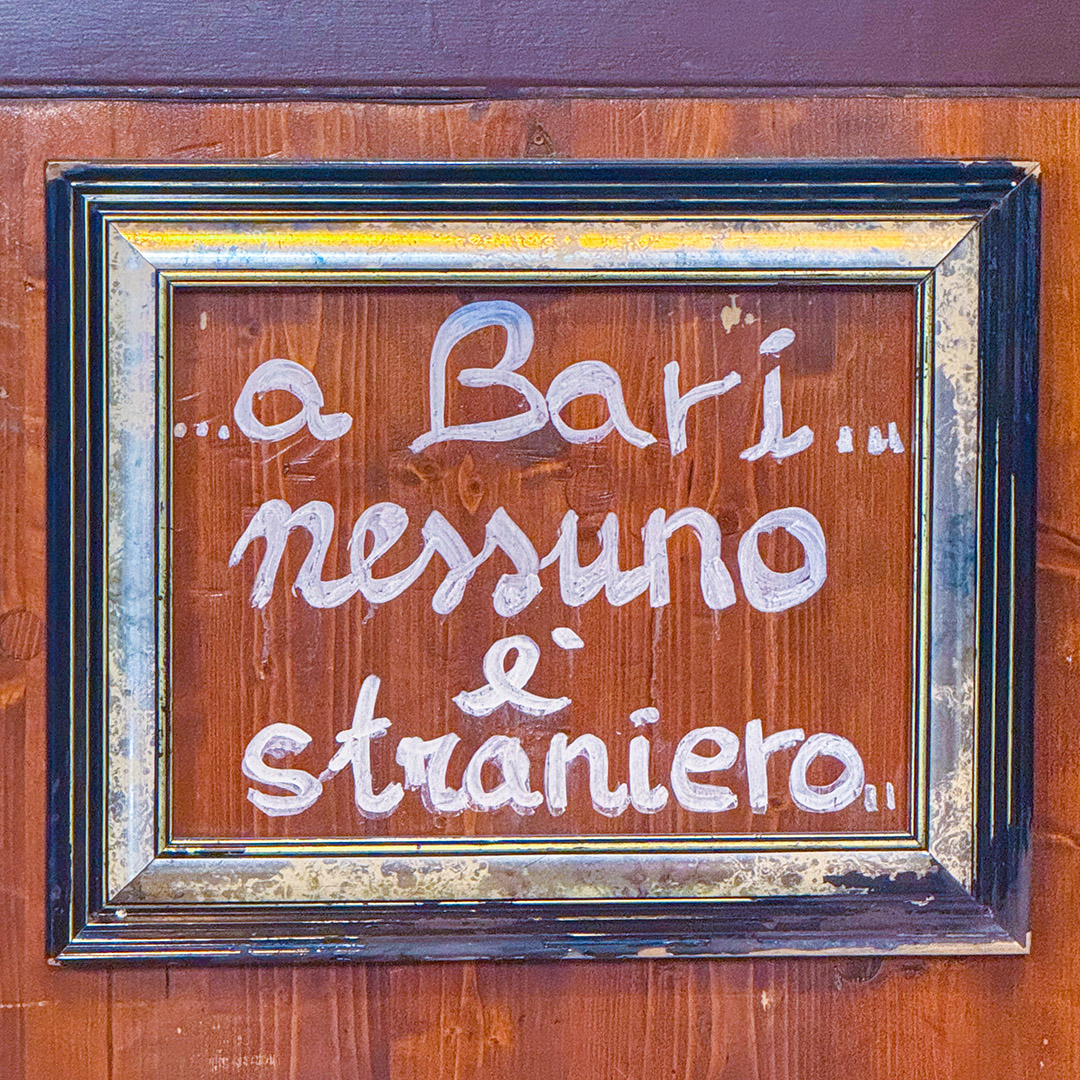 ...a Bari...
nessuno
è
straniero..